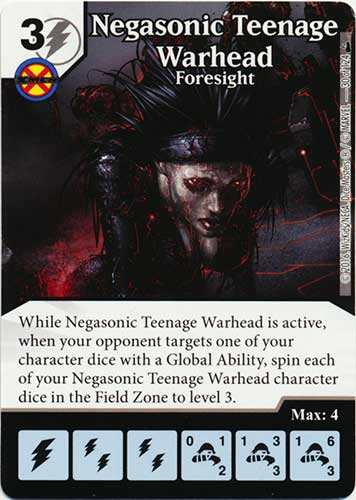 3
Negasonic Teenage
Warhead
Foresight
X-MEN
While Negasonic Teenage Warhead is active,
when your opponent targets one of your
character dice with a Global Ability, spin each
of your Negasonic Teenage Warhead character
dice in the Field Zone to level 3.
Max: 4
0 1 2
1 3 3
1 6 3